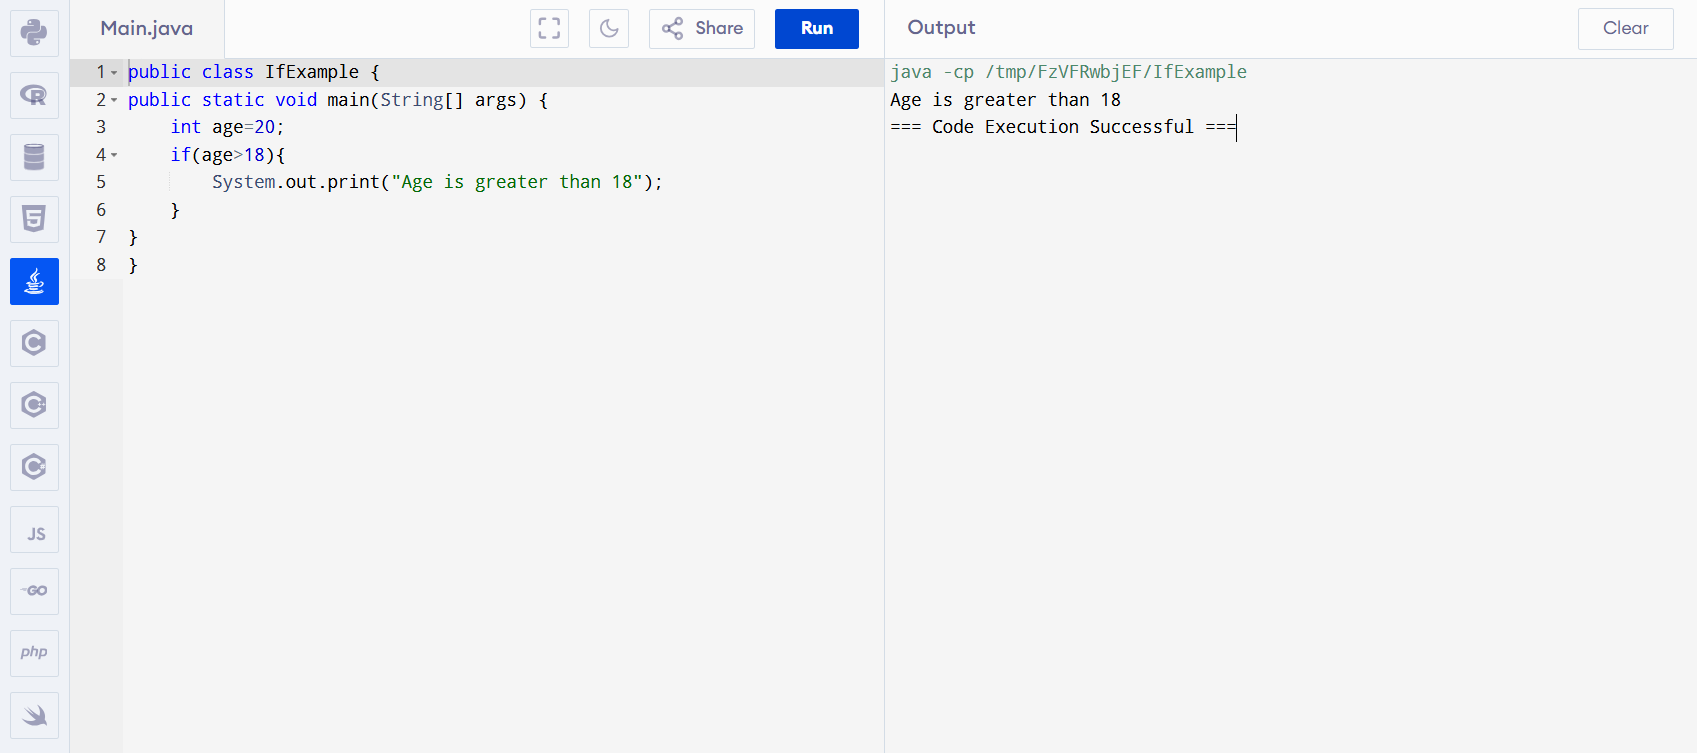 Main.java
Share
Run
Output
Clear
1 public class IfExample {
2 public static void main(String[] args) {
3     int age=20;
4     if(age>18){
5         System.out.print("Age is greater than 18");
6     }
7 }
8 }
java -cp /tmp/FzVFRwbjEF/IfExample
Age is greater than 18
=== Code Execution Successful ===
R
5
C
C+
C#
JS
GO
php